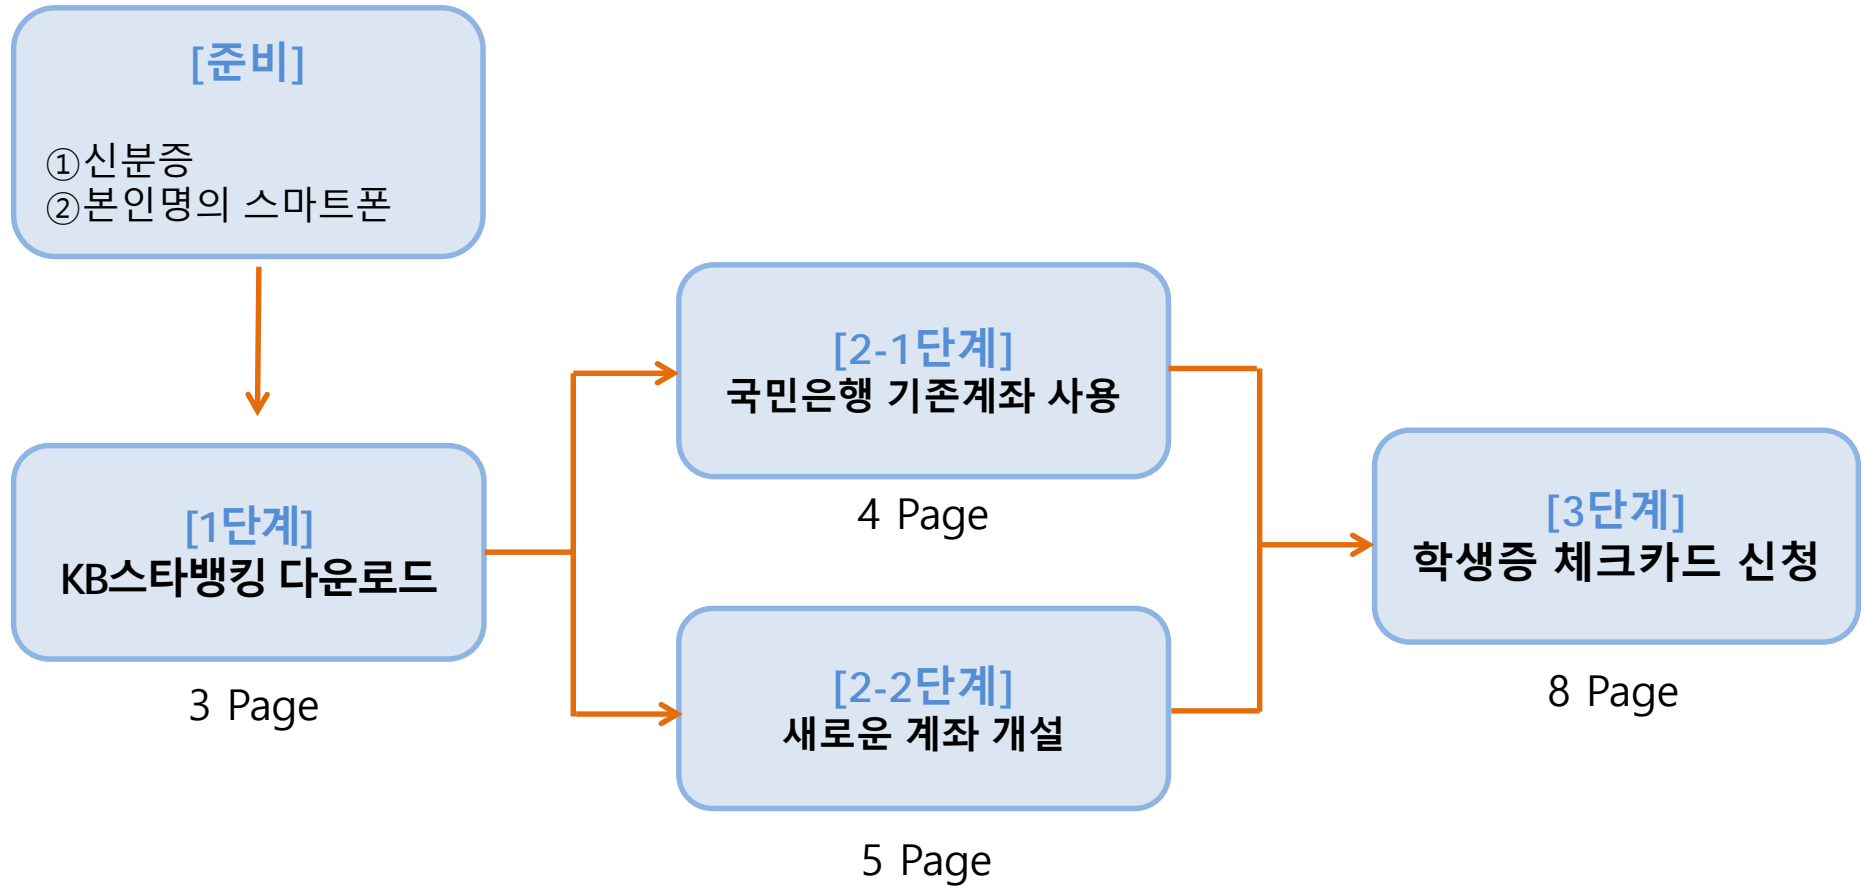 [준비]
①신분증
②본인명의 스마트폰
[1단계]
KB스타뱅킹 다운로드
3 Page
[2-1단계]
국민은행 기존계좌 사용
4 Page
[2-2단계]
새로운 계좌 개설
5 Page
[3단계]
학생증 체크카드 신청
8 Page